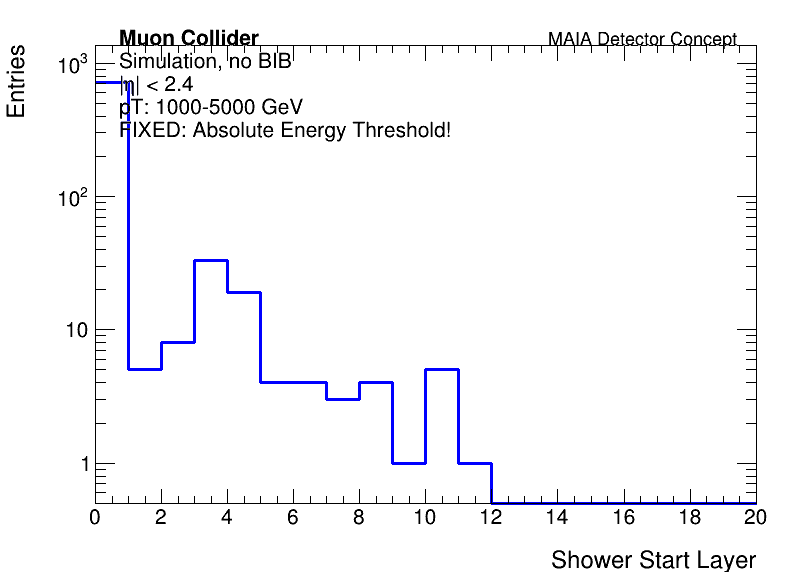 Muon Collider
MAIA Detector Concept
Simulation, no BIB
|η| < 2.4
pT: 1000-5000 GeV
FIXED: Absolute Energy Threshold!
Entries
10³
10²
10
1
0 2 4 6 8 10 12 14 16 18 20
Shower Start Layer